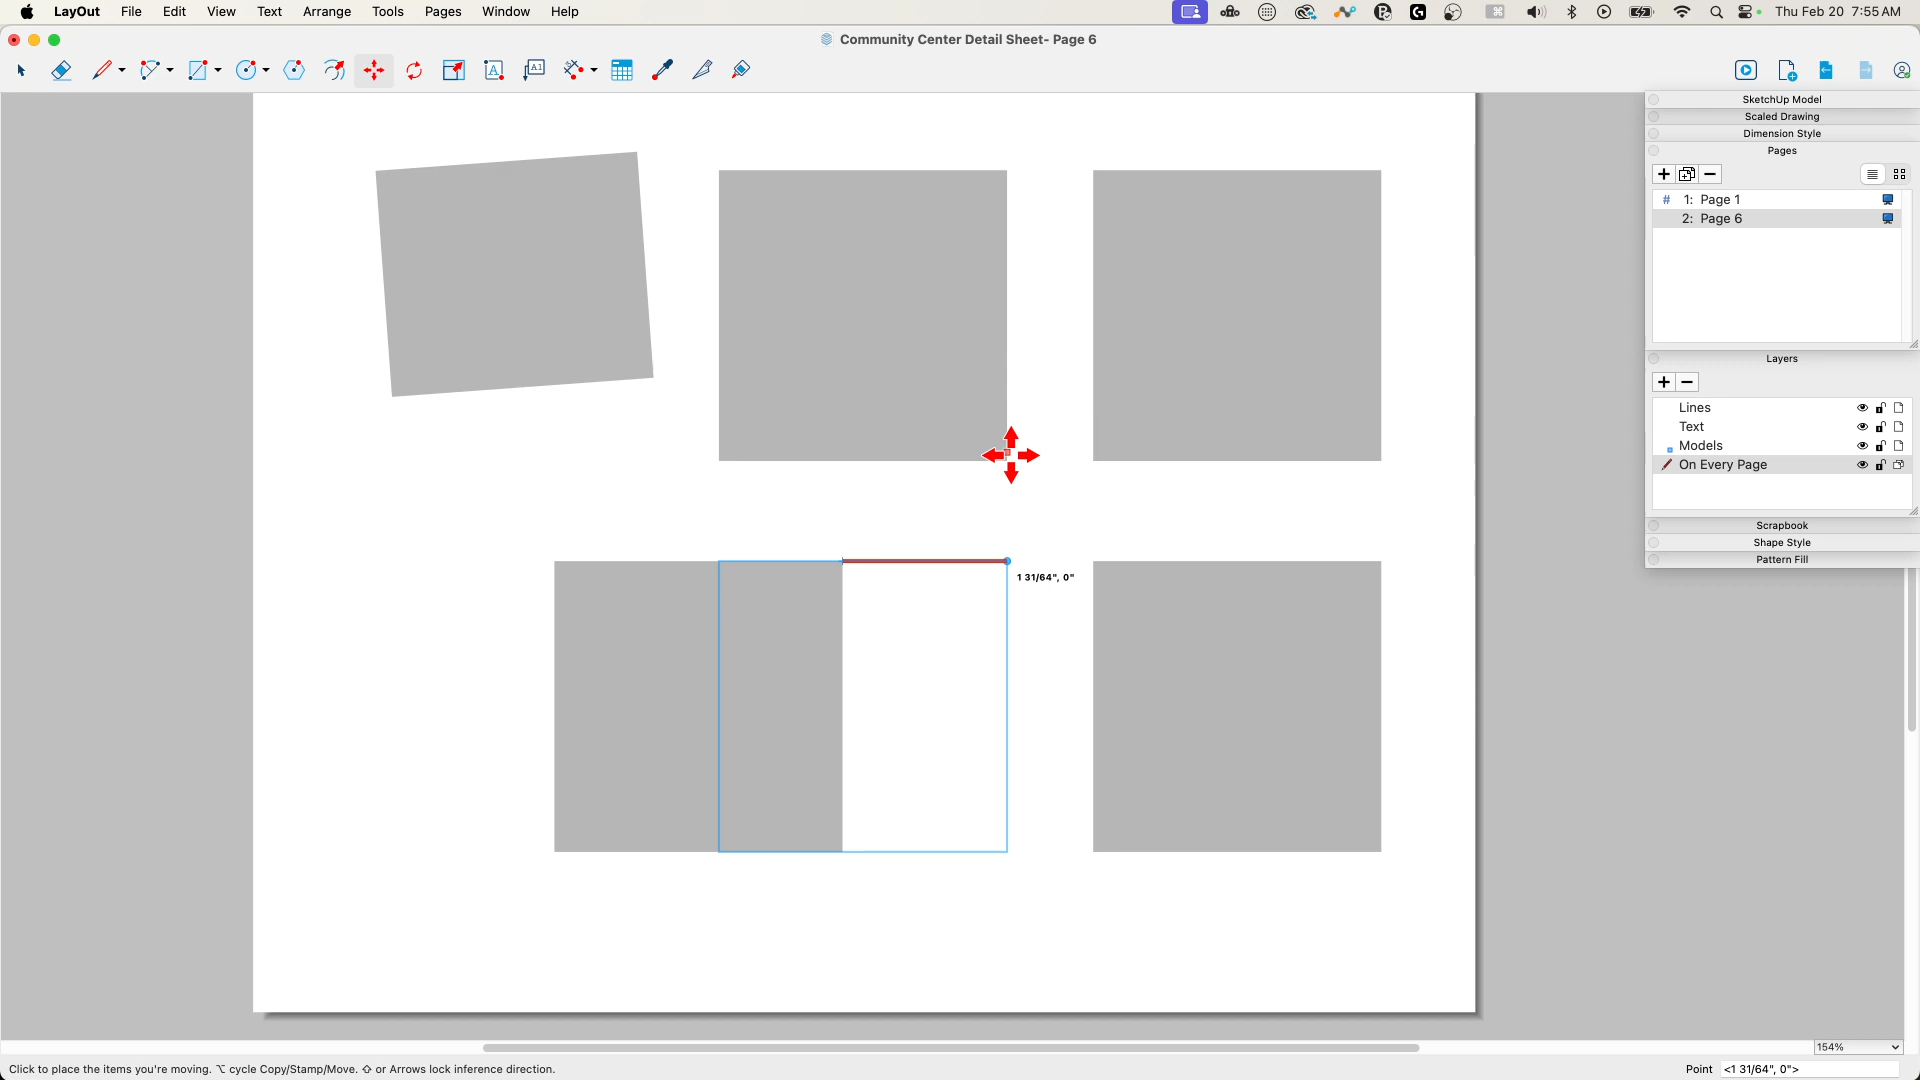 LayOut File Edit View Text Arrange Tools Pages Window Help Thu Feb 20 7:55 AM
Community Center Detail Sheet- Page 6
SketchUp Model
Scaled Drawing
Dimension Style
Pages
# 1: Page 1
2: Page 6
Layers
Lines
Text
Models
On Every Page
Scrapbook
Shape Style
Pattern Fill
1 31/64", 0"
154%
Click to place the items you're moving. ⌥ cycle Copy/Stamp/Move. ⇧ or Arrows lock inference direction. Point <1 31/64", 0">